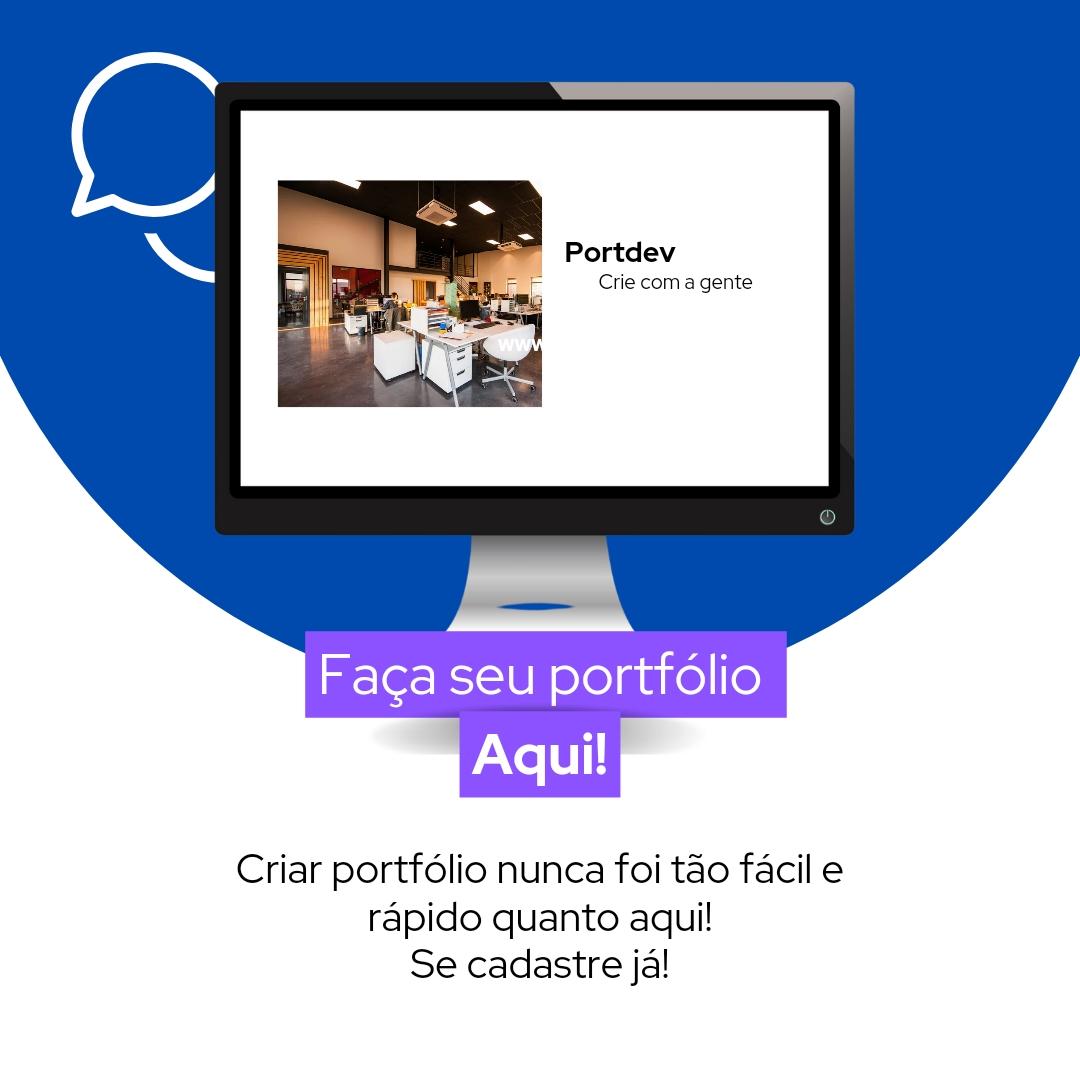 Portdev
Crie com a gente
www
Faça seu portfólio
Aqui!
Criar portfólio nunca foi tão fácil e
rápido quanto aqui!
Se cadastre já!